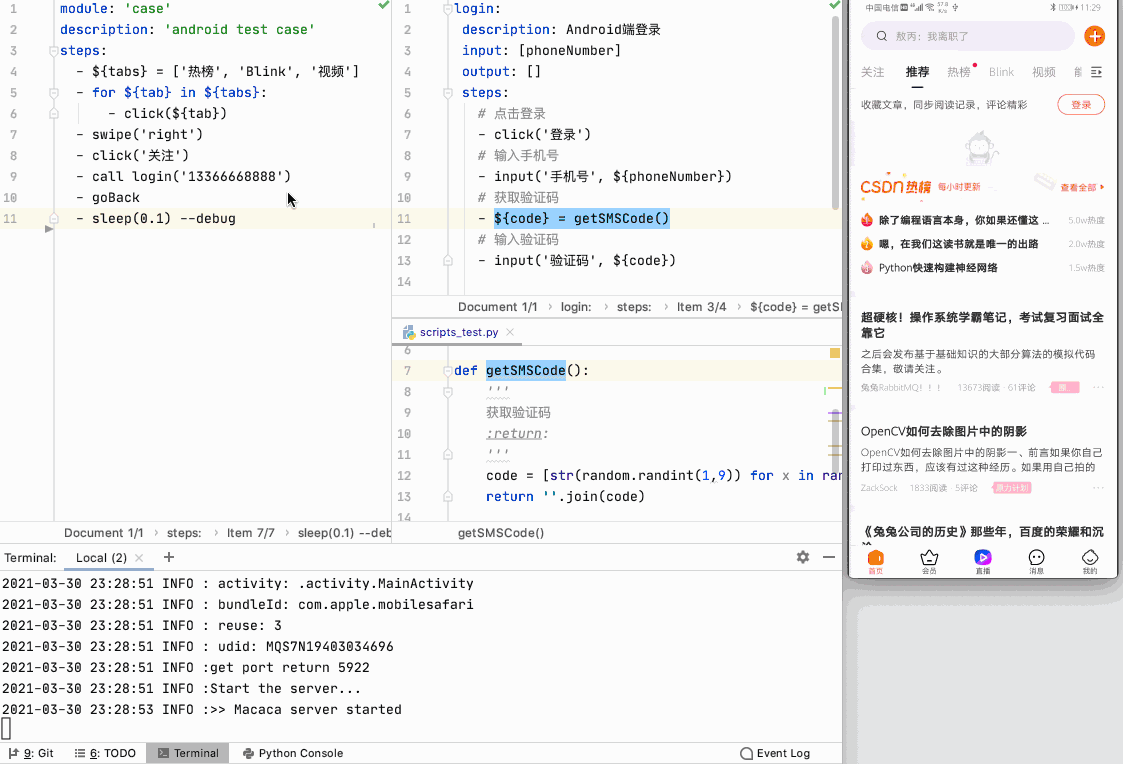 1 module: 'case'
2 description: 'android test case'
3 steps:
4 - ${tabs} = ['热榜', 'Blink', '视频']
5 - for ${tab} in ${tabs}:
6 - click(${tab})
7 - swipe('right')
8 - click('关注')
9 - call login('13366668888')
10 - goBack
11 - sleep(0.1) --debug
Document 1/1 › steps: › Item 7/7 › sleep(0.1) --deb
1 login:
2 description: Android端登录
3 input: [phoneNumber]
4 output: []
5 steps:
6 # 点击登录
7 - click('登录')
8 # 输入手机号
9 - input('手机号', ${phoneNumber})
10 # 获取验证码
11 - ${code} = getSMSCode()
12 # 输入验证码
13 - input('验证码', ${code})
14
Document 1/1 › login: › steps: › Item 3/4 › ${code} = getS
scripts_test.py
6
7 def getSMSCode():
8 '''
9 获取验证码
10 :return:
11 '''
12 code = [str(random.randint(1,9)) for x in ran
13 return ''.join(code)
14
getSMSCode()
Terminal: Local (2) × +
2021-03-30 23:28:51 INFO : activity: .activity.MainActivity
2021-03-30 23:28:51 INFO : bundleId: com.apple.mobilesafari
2021-03-30 23:28:51 INFO : reuse: 3
2021-03-30 23:28:51 INFO : udid: MQS7N19403034696
2021-03-30 23:28:51 INFO :get port return 5922
2021-03-30 23:28:51 INFO :Start the server...
2021-03-30 23:28:53 INFO :>> Macaca server started
9: Git 6: TODO Terminal Python Console Event Log
中国电信 11:29
敖丙：我离职了
关注 推荐 热榜 Blink 视频
收藏文章，同步阅读记录，评论精彩 登录
CSDN热榜 每小时更新 查看全部
除了编程语言本身，你如果还懂这 ... 5.0w热度
嗯，在我们这读书就是唯一的出路 2.0w热度
Python快速构建神经网络 1.5w热度
超硬核！操作系统学霸笔记，考试复习面试全
靠它
之后会发布基于基础知识的大部分算法的模拟代码
合集，敬请关注。
兔兔RabbitMQ！！！ 13673阅读 · 61评论
OpenCV如何去除图片中的阴影
OpenCV如何去除图片中的阴影一、前言如果你自己
打印过东西，应该有过这种经历。如果用自己拍的
ZackSock 1833阅读 · 5评论 原力计划
《兔兔公司的历史》那些年，百度的荣耀和沉
首页 会员 直播 消息 我的